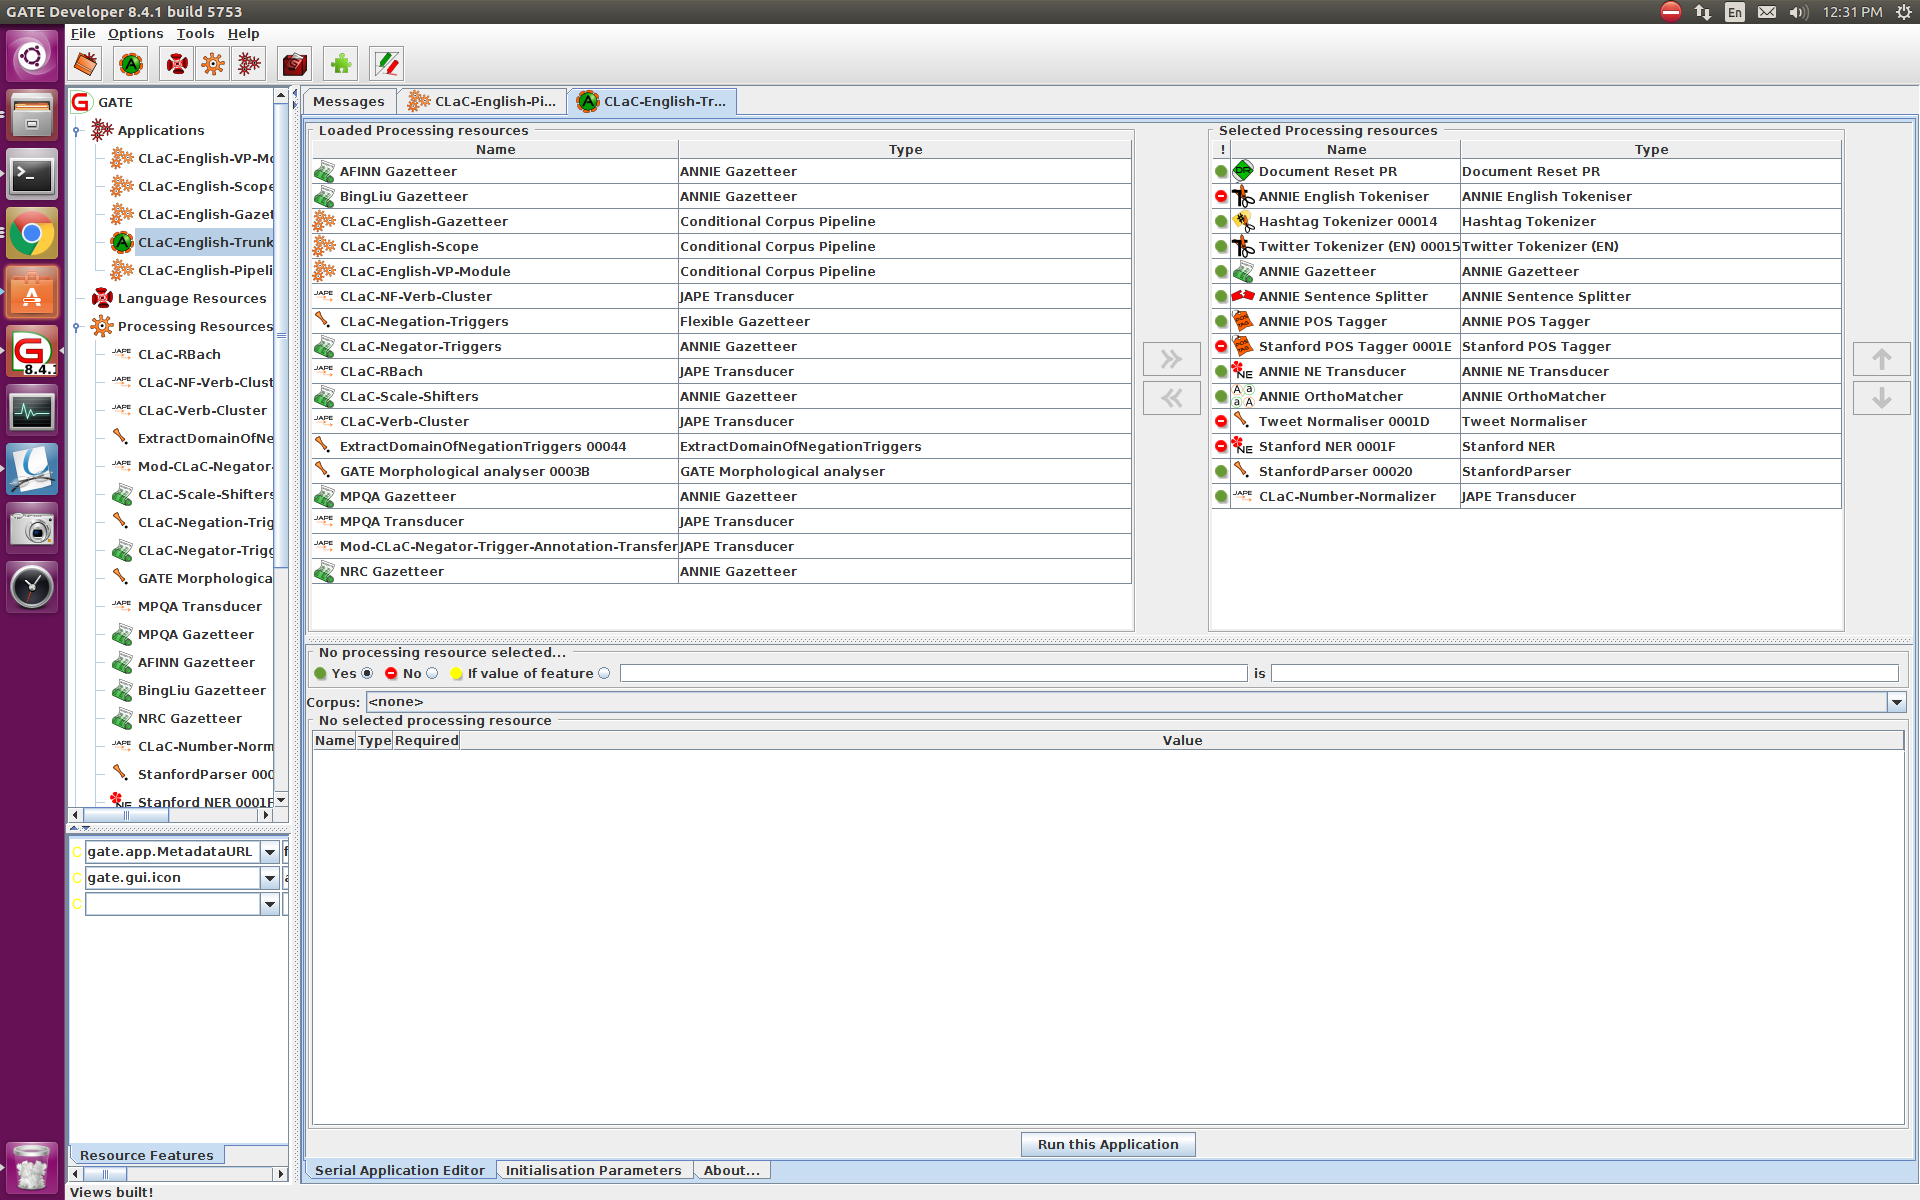 GATE Developer 8.4.1 build 5753
En
12:31 PM
File Options Tools Help
GATE
Applications
CLaC-English-VP-Mo
CLaC-English-Scope
CLaC-English-Gazet
CLaC-English-Trunk
CLaC-English-Pipeli
Language Resources
Processing Resources
CLaC-RBach
CLaC-NF-Verb-Clust
CLaC-Verb-Cluster
ExtractDomainOfNe
Mod-CLaC-Negator-
CLaC-Scale-Shifters
CLaC-Negation-Trig
CLaC-Negator-Trigg
GATE Morphologica
MPQA Transducer
MPQA Gazetteer
AFINN Gazetteer
BingLiu Gazetteer
NRC Gazetteer
CLaC-Number-Norm
StanfordParser 000
Stanford NER 0001F
gate.app.MetadataURL
gate.gui.icon
Resource Features
Views built!
Messages CLaC-English-Pi... CLaC-English-Tr...
Loaded Processing resources
Name Type
AFINN Gazetteer ANNIE Gazetteer
BingLiu Gazetteer ANNIE Gazetteer
CLaC-English-Gazetteer Conditional Corpus Pipeline
CLaC-English-Scope Conditional Corpus Pipeline
CLaC-English-VP-Module Conditional Corpus Pipeline
CLaC-NF-Verb-Cluster JAPE Transducer
CLaC-Negation-Triggers Flexible Gazetteer
CLaC-Negator-Triggers ANNIE Gazetteer
CLaC-RBach JAPE Transducer
CLaC-Scale-Shifters ANNIE Gazetteer
CLaC-Verb-Cluster JAPE Transducer
ExtractDomainOfNegationTriggers 00044 ExtractDomainOfNegationTriggers
GATE Morphological analyser 0003B GATE Morphological analyser
MPQA Gazetteer ANNIE Gazetteer
MPQA Transducer JAPE Transducer
Mod-CLaC-Negator-Trigger-Annotation-Transfer JAPE Transducer
NRC Gazetteer ANNIE Gazetteer
Selected Processing resources
! Name Type
Document Reset PR Document Reset PR
ANNIE English Tokeniser ANNIE English Tokeniser
Hashtag Tokenizer 00014 Hashtag Tokenizer
Twitter Tokenizer (EN) 00015 Twitter Tokenizer (EN)
ANNIE Gazetteer ANNIE Gazetteer
ANNIE Sentence Splitter ANNIE Sentence Splitter
ANNIE POS Tagger ANNIE POS Tagger
Stanford POS Tagger 0001E Stanford POS Tagger
ANNIE NE Transducer ANNIE NE Transducer
ANNIE OrthoMatcher ANNIE OrthoMatcher
Tweet Normaliser 0001D Tweet Normaliser
Stanford NER 0001F Stanford NER
StanfordParser 00020 StanfordParser
CLaC-Number-Normalizer JAPE Transducer
No processing resource selected...
Yes No If value of feature is
Corpus: <none>
No selected processing resource
Name Type Required Value
Run this Application
Serial Application Editor Initialisation Parameters About...